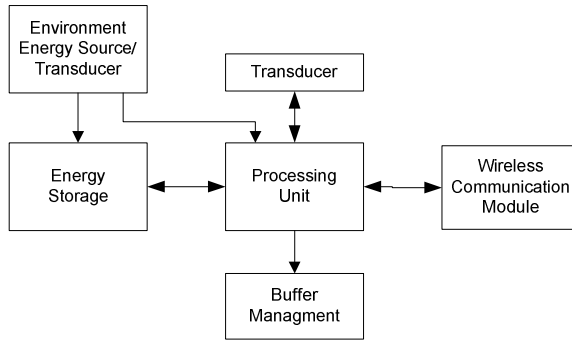 Environment
Energy Source/
Transducer
Transducer
Energy
Storage
Processing
Unit
Wireless
Communication
Module
Buffer
Managment